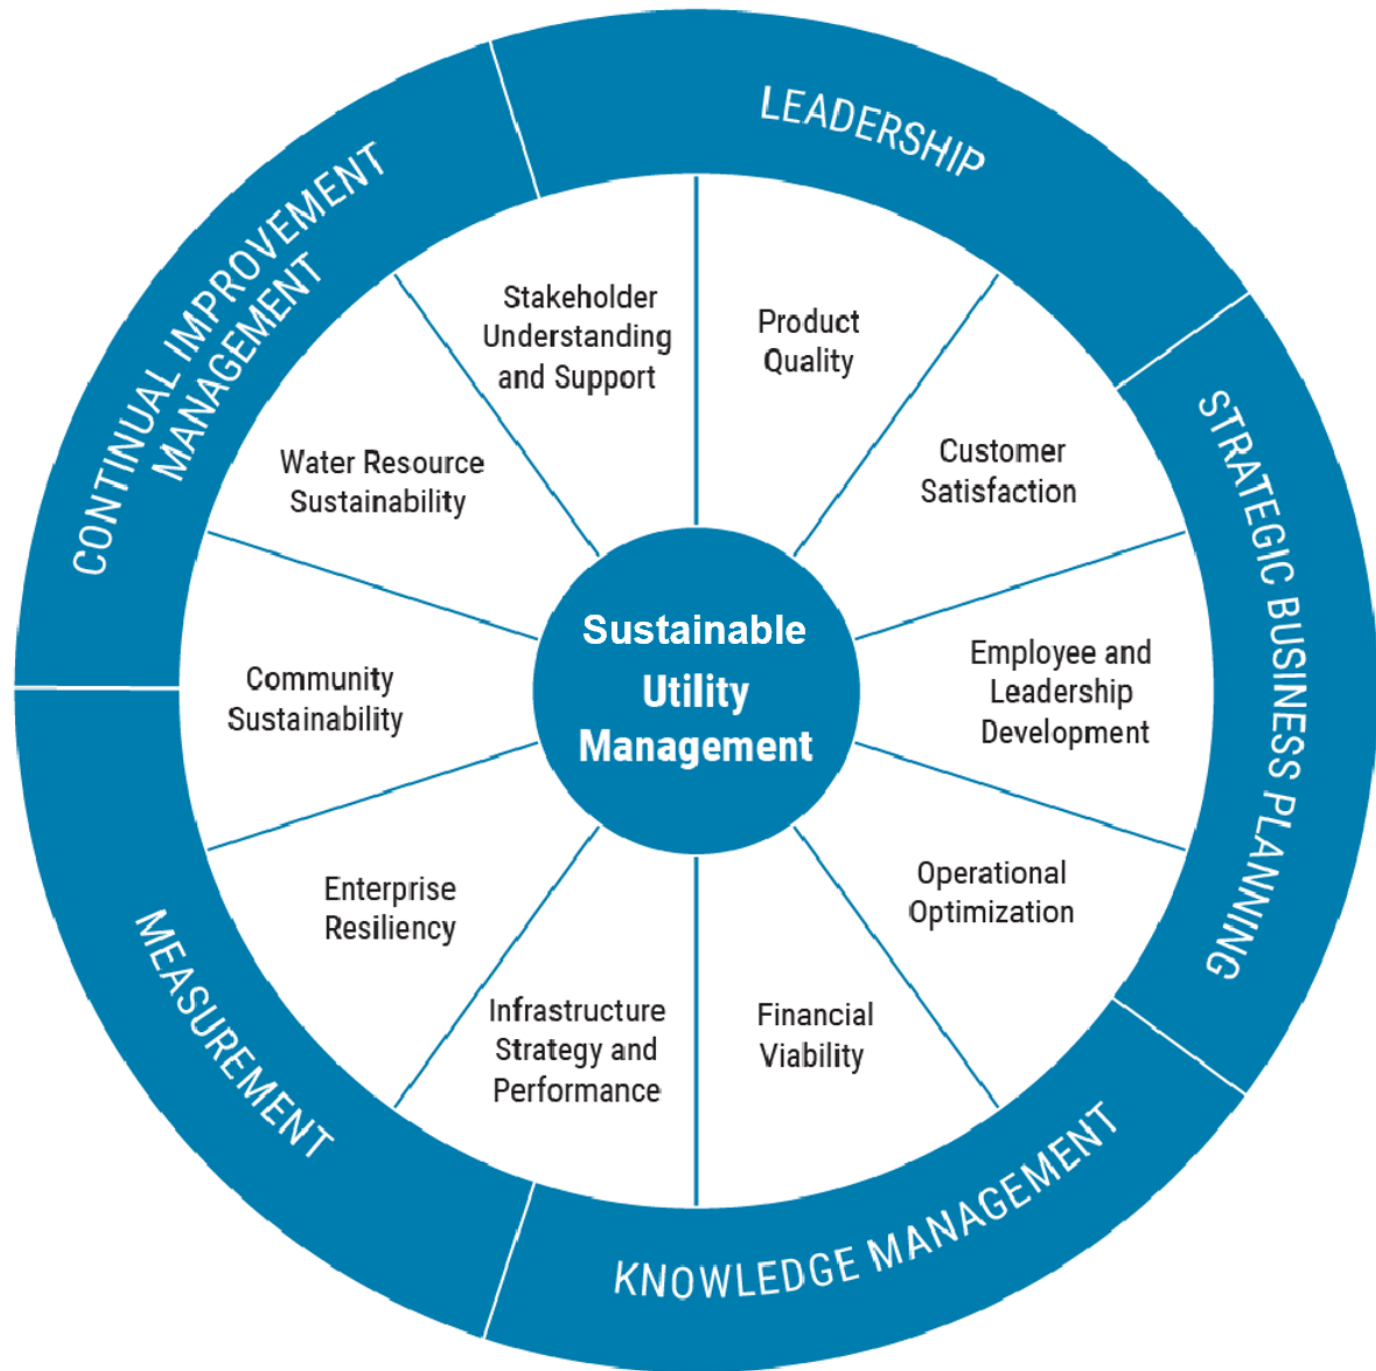 LEADERSHIP
STRATEGIC BUSINESS PLANNING
KNOWLEDGE MANAGEMENT
MEASUREMENT
CONTINUAL IMPROVEMENT
MANAGEMENT
Product
Quality
Customer
Satisfaction
Employee and
Leadership
Development
Operational
Optimization
Financial
Viability
Infrastructure
Strategy and
Performance
Enterprise
Resiliency
Community
Sustainability
Water Resource
Sustainability
Stakeholder
Understanding
and Support
Sustainable
Utility
Management